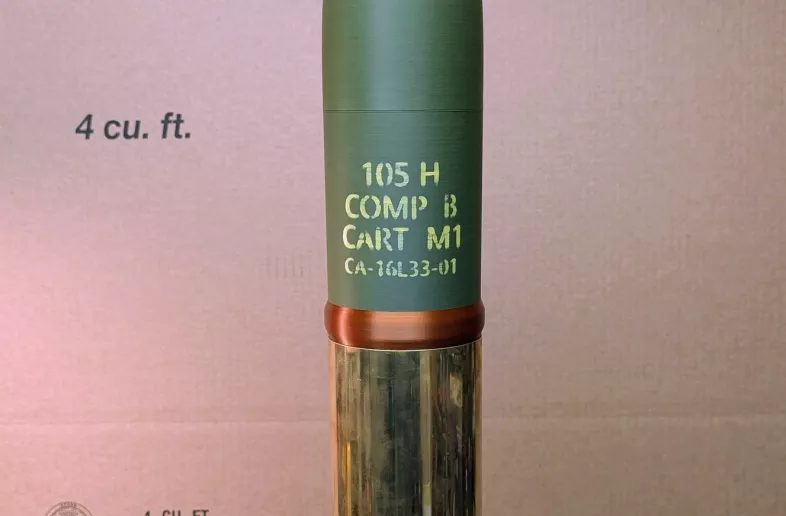 4 cu. ft.
105 H
COMP B
CART M1
CA-16L33-01
4 CU. FT.